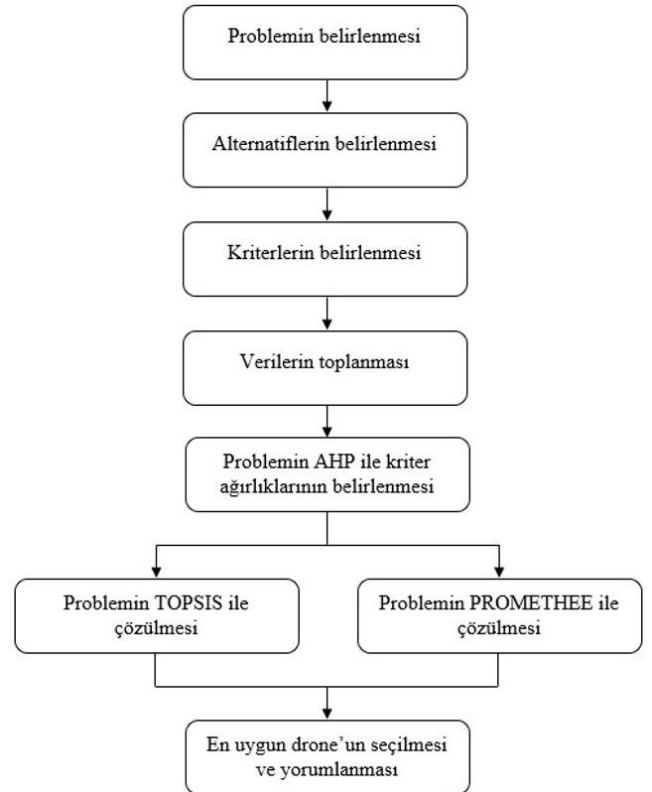 Problemin belirlenmesi
Alternatiflerin belirlenmesi
Kriterlerin belirlenmesi
Verilerin toplanması
Problemin AHP ile kriter
ağırlıklarının belirlenmesi
Problemin TOPSIS ile
çözülmesi
Problemin PROMETHEE ile
çözülmesi
En uygun drone’un seçilmesi
ve yorumlanması